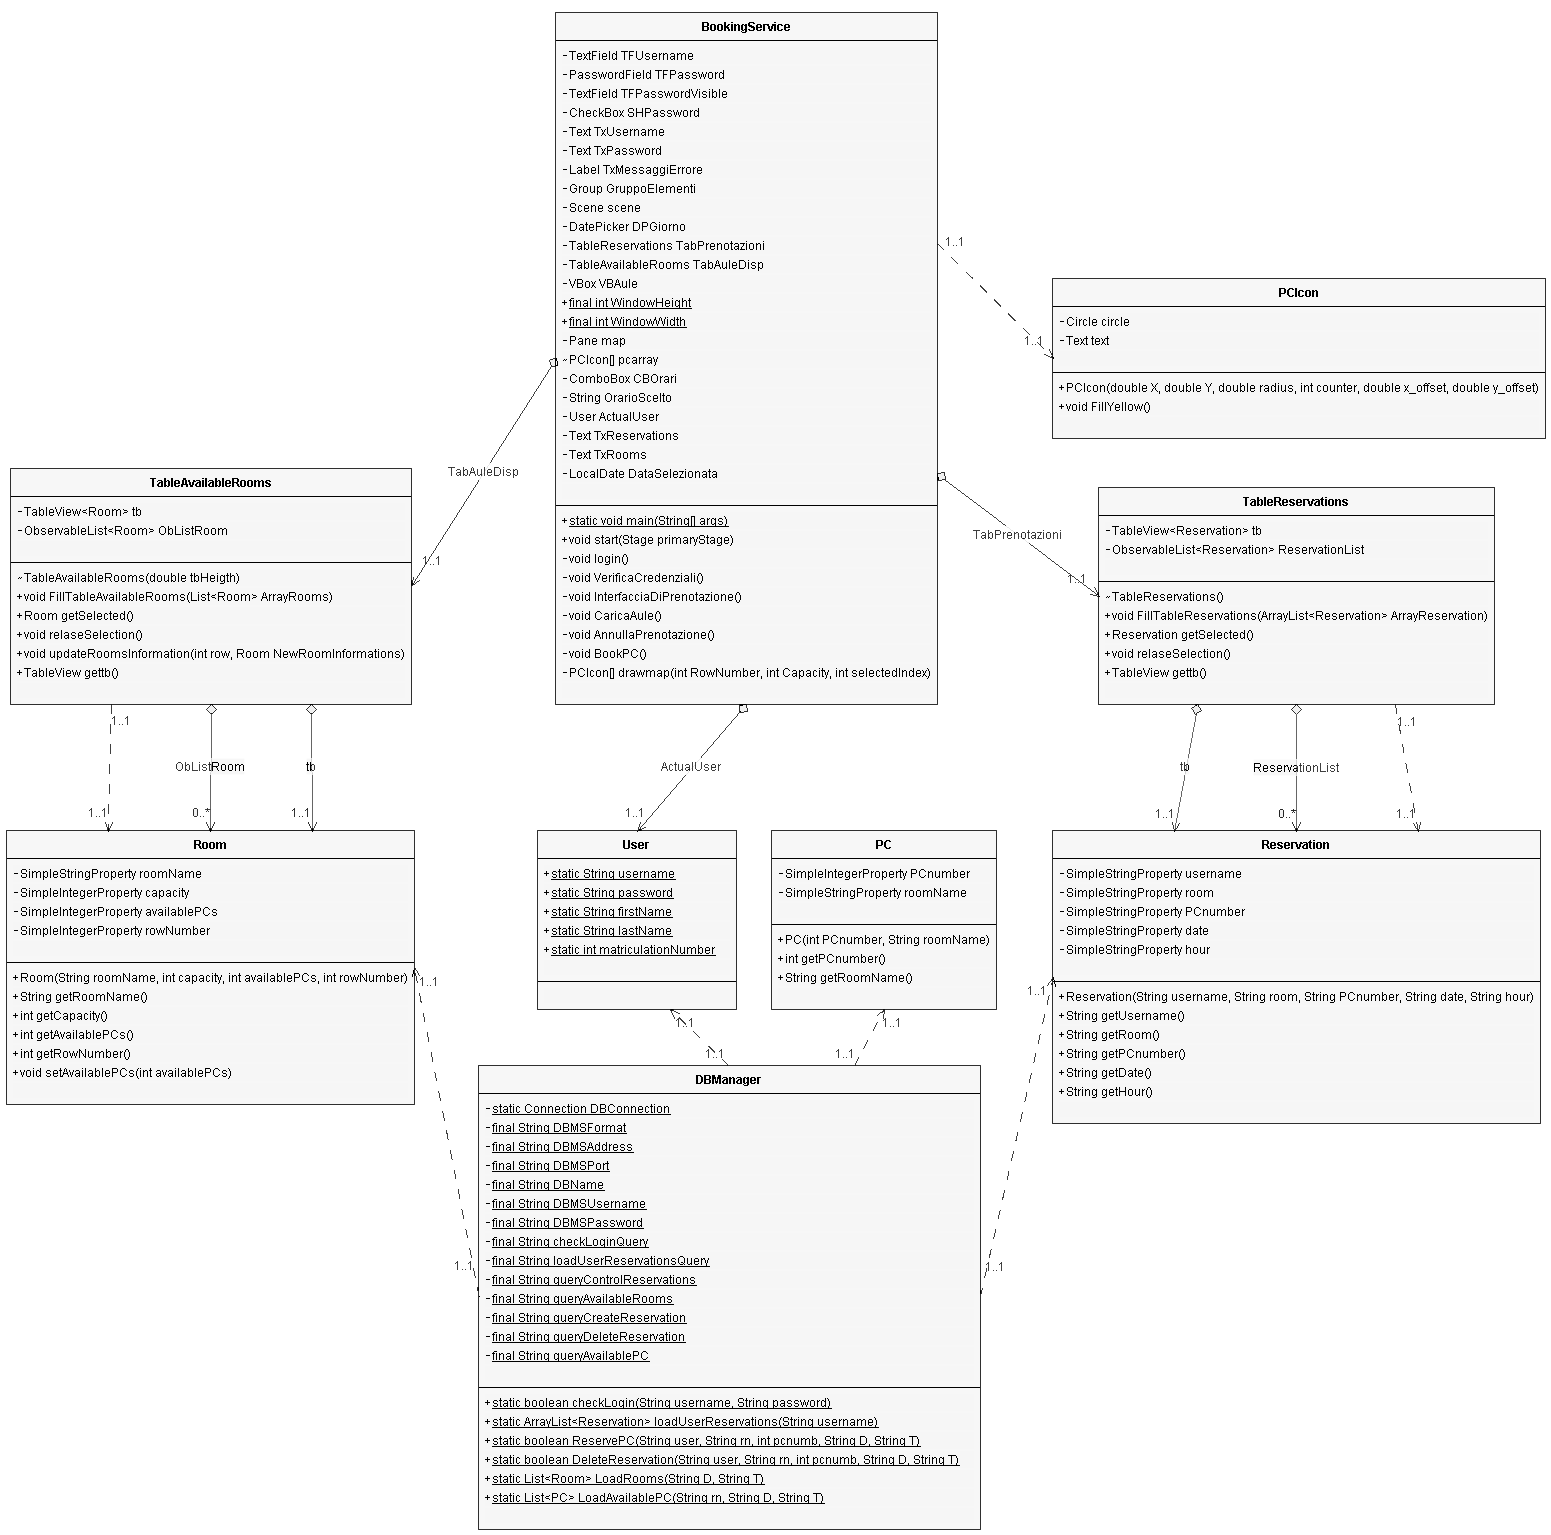 BookingService
-TextField TFUsername
-PasswordField TFPassword
-TextField TFPasswordVisible
-CheckBox SHPassword
-Text TxUsername
-Text TxPassword
-Label TxMessaggiErrore
-Group GruppoElementi
-Scene scene
-DatePicker DPGiorno
-TableReservations TabPrenotazioni
-TableAvailableRooms TabAuleDisp
-VBox VBAule
+final int WindowHeight
+final int WindowWidth
-Pane map
~PCIcon[] pcarray
-ComboBox CBOrari
-String OrarioScelto
-User ActualUser
-Text TxReservations
-Text TxRooms
-LocalDate DataSelezionata
+static void main(String[] args)
+void start(Stage primaryStage)
-void login()
-void VerificaCredenziali()
-void InterfacciaDiPrenotazione()
-void CaricaAule()
-void AnnullaPrenotazione()
-void BookPC()
-PCIcon[] drawmap(int RowNumber, int Capacity, int selectedIndex)
1..1
1..1
PCIcon
-Circle circle
-Text text
+PCIcon(double X, double Y, double radius, int counter, double x_offset, double y_offset)
+void FillYellow()
TabAuleDisp
1..1
TableAvailableRooms
-TableView<Room> tb
-ObservableList<Room> ObListRoom
~TableAvailableRooms(double tbHeigth)
+void FillTableAvailableRooms(List<Room> ArrayRooms)
+Room getSelected()
+void relaseSelection()
+void updateRoomsInformation(int row, Room NewRoomInformations)
+TableView gettb()
TabPrenotazioni
1..1
TableReservations
-TableView<Reservation> tb
-ObservableList<Reservation> ReservationList
~TableReservations()
+void FillTableReservations(ArrayList<Reservation> ArrayReservation)
+Reservation getSelected()
+void relaseSelection()
+TableView gettb()
1..1
ObListRoom
tb
1..1
0..*
1..1
ActualUser
1..1
1..1
tb
ReservationList
1..1
0..*
1..1
Room
-SimpleStringProperty roomName
-SimpleIntegerProperty capacity
-SimpleIntegerProperty availablePCs
-SimpleIntegerProperty rowNumber
+Room(String roomName, int capacity, int availablePCs, int rowNumber)
+String getRoomName()
+int getCapacity()
+int getAvailablePCs()
+int getRowNumber()
+void setAvailablePCs(int availablePCs)
User
+static String username
+static String password
+static String firstName
+static String lastName
+static int matriculationNumber
PC
-SimpleIntegerProperty PCnumber
-SimpleStringProperty roomName
+PC(int PCnumber, String roomName)
+int getPCnumber()
+String getRoomName()
Reservation
-SimpleStringProperty username
-SimpleStringProperty room
-SimpleStringProperty PCnumber
-SimpleStringProperty date
-SimpleStringProperty hour
+Reservation(String username, String room, String PCnumber, String date, String hour)
+String getUsername()
+String getRoom()
+String getPCnumber()
+String getDate()
+String getHour()
1..1
1..1
1..1
1..1
1..1
1..1
1..1
1..1
DBManager
-static Connection DBConnection
-final String DBMSFormat
-final String DBMSAddress
-final String DBMSPort
-final String DBName
-final String DBMSUsername
-final String DBMSPassword
-final String checkLoginQuery
-final String loadUserReservationsQuery
-final String queryControlReservations
-final String queryAvailableRooms
-final String queryCreateReservation
-final String queryDeleteReservation
-final String queryAvailablePC
+static boolean checkLogin(String username, String password)
+static ArrayList<Reservation> loadUserReservations(String username)
+static boolean ReservePC(String user, String rn, int pcnumb, String D, String T)
+static boolean DeleteReservation(String user, String rn, int pcnumb, String D, String T)
+static List<Room> LoadRooms(String D, String T)
+static List<PC> LoadAvailablePC(String rn, String D, String T)